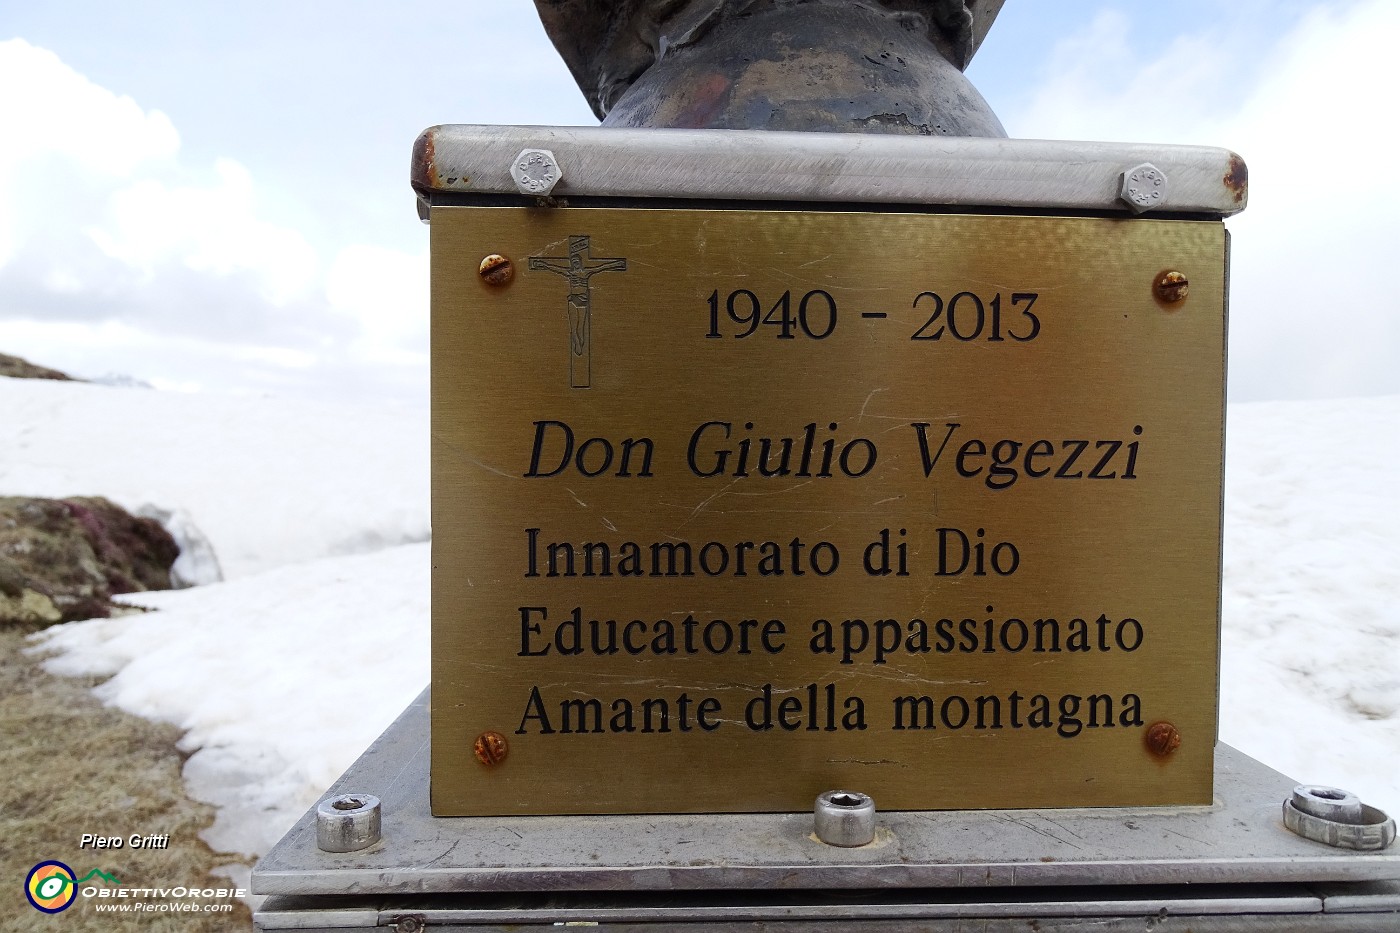 1940 - 2013
Don Giulio Vegezzi
Innamorato di Dio
Educatore appassionato
Amante della montagna
Piero Gritti
ObiettivOrobie
www.PieroWeb.com